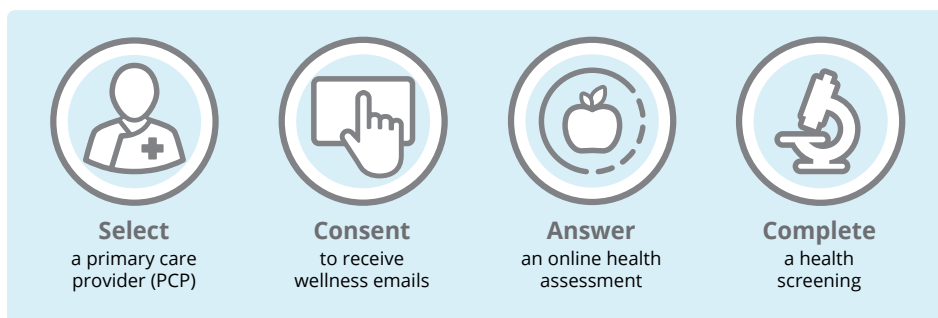 Select
a primary care
provider (PCP)
Consent
to receive
wellness emails
Answer
an online health
assessment
Complete
a health
screening